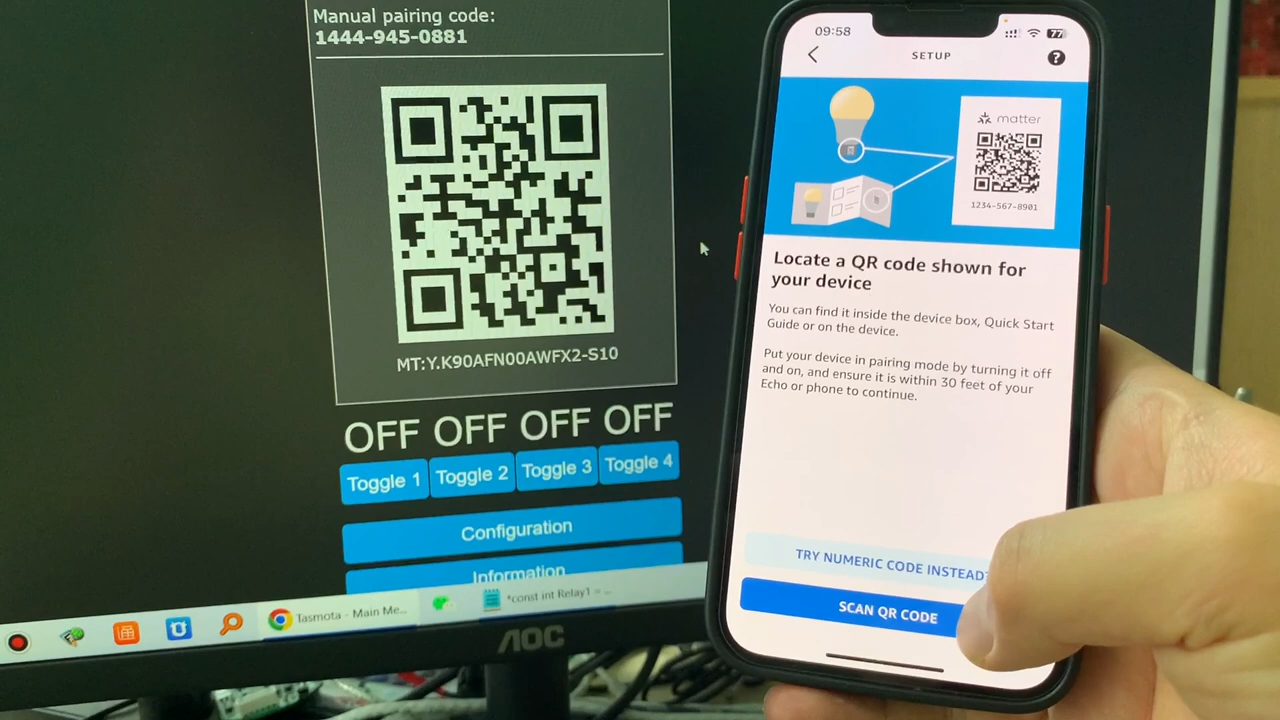 Manual pairing code:
1444-945-0881
MT:Y.K90AFN00AWFX2-S10
OFF OFF OFF OFF
Toggle 1 Toggle 2 Toggle 3 Toggle 4
Configuration
Information
Tasmota - Main Me...
*const int Relay1 = ...
AOC
09:58
77
SETUP
?
matter
1234-567-8901
Locate a QR code shown for
your device
You can find it inside the device box, Quick Start
Guide or on the device.
Put your device in pairing mode by turning it off
and on, and ensure it is within 30 feet of your
Echo or phone to continue.
TRY NUMERIC CODE INSTEAD?
SCAN QR CODE